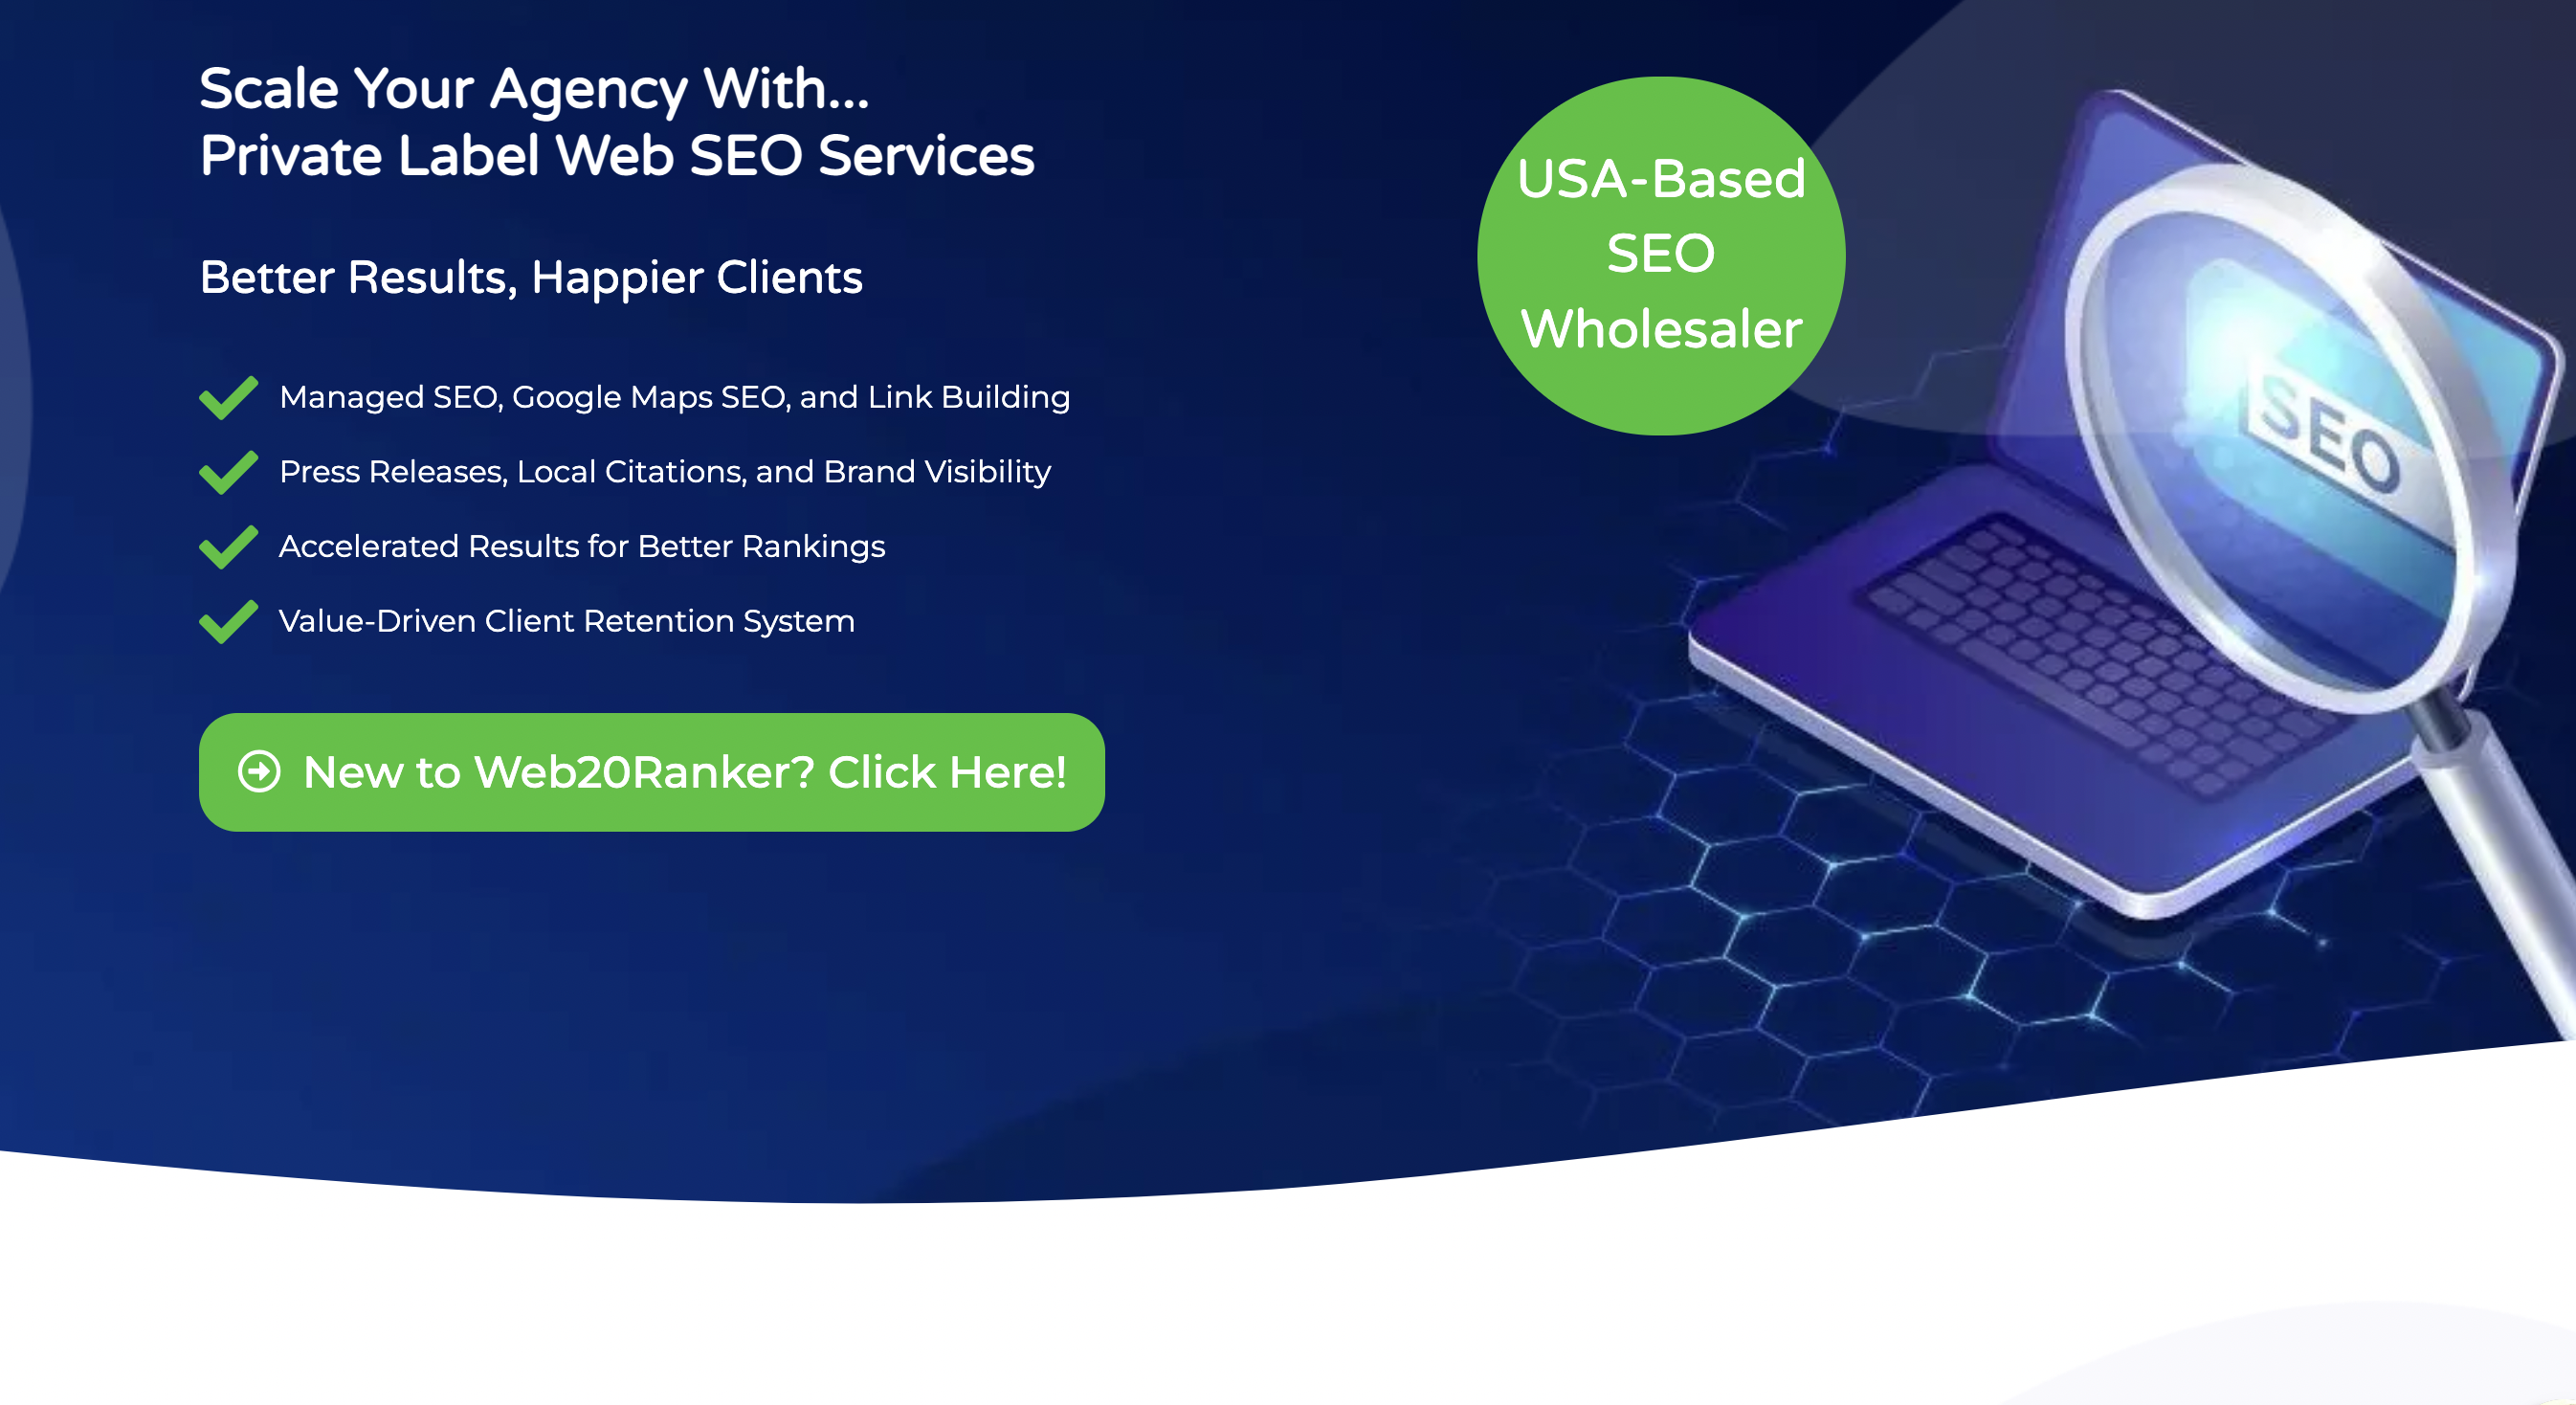 Scale Your Agency With...
Private Label Web SEO Services
Better Results, Happier Clients
Managed SEO, Google Maps SEO, and Link Building
Press Releases, Local Citations, and Brand Visibility
Accelerated Results for Better Rankings
Value-Driven Client Retention System
New to Web20Ranker? Click Here!
USA-Based
SEO
Wholesaler
SEO